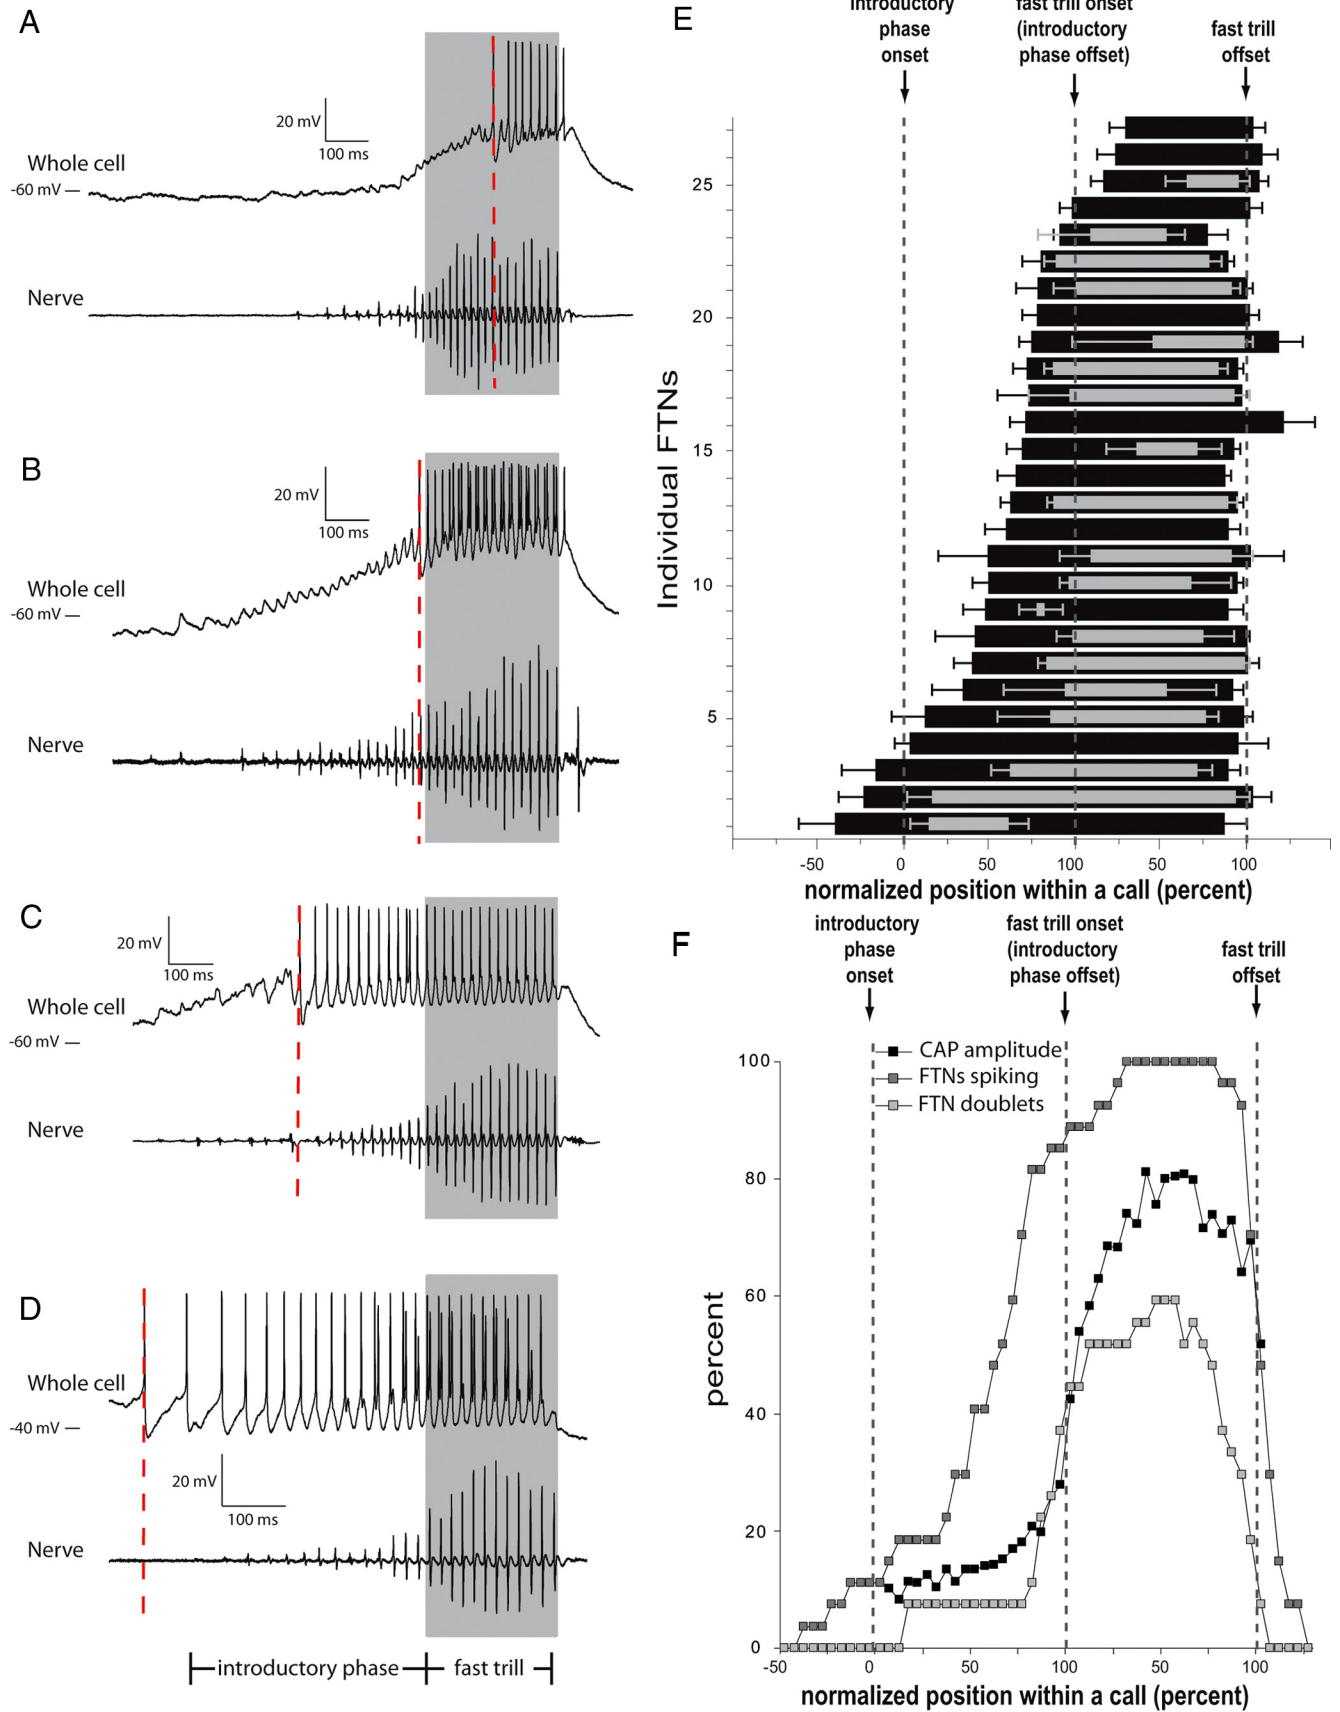 A
20 mV
100 ms
Whole cell
-60 mV
Nerve
B
20 mV
100 ms
Whole cell
-60 mV
Nerve
C
20 mV
100 ms
Whole cell
-60 mV
Nerve
D
Whole cell
-40 mV
20 mV
100 ms
Nerve
introductory phase
fast trill
E
introductory
phase
onset
fast trill onset
(introductory
phase offset)
fast trill
offset
Individual FTNs
25
20
15
10
5
-50 0 50 100 50 100
normalized position within a call (percent)
F
introductory
phase
onset
fast trill onset
(introductory
phase offset)
fast trill
offset
CAP amplitude
FTNs spiking
FTN doublets
percent
100
80
60
40
20
0
-50 0 50 100 50 100
normalized position within a call (percent)